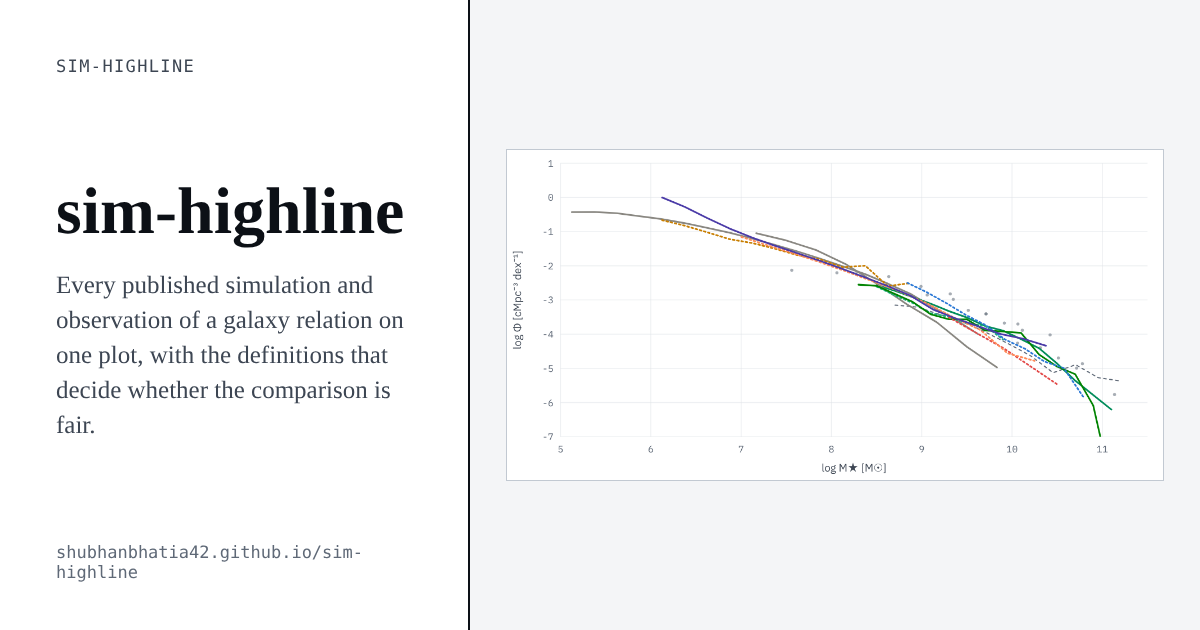 SIM-HIGHLINE
sim-highline
Every published simulation and
observation of a galaxy relation on
one plot, with the definitions that
decide whether the comparison is
fair.
shubhanbhatia42.github.io/sim-
highline
log Φ [cMpc⁻³ dex⁻¹]
1
0
-1
-2
-3
-4
-5
-6
-7
5 6 7 8 9 10 11
log M★ [M☉]